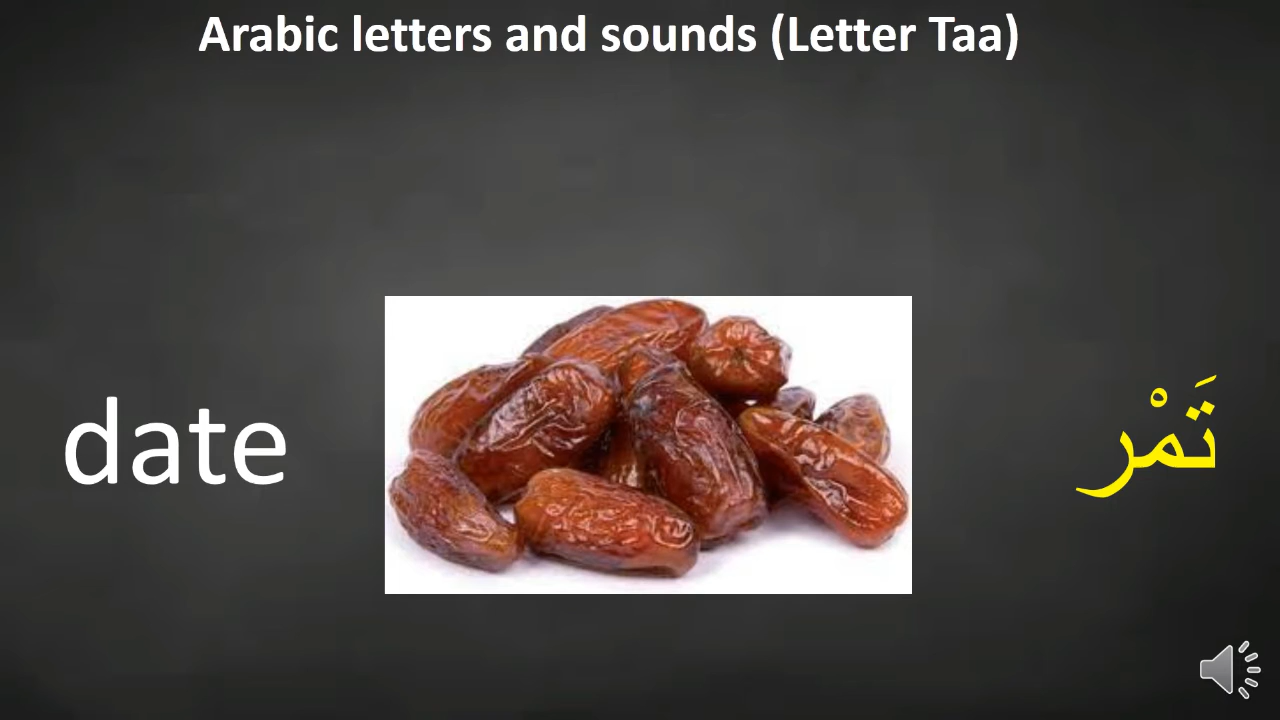 Arabic letters and sounds (Letter Taa)
date
تَمْر